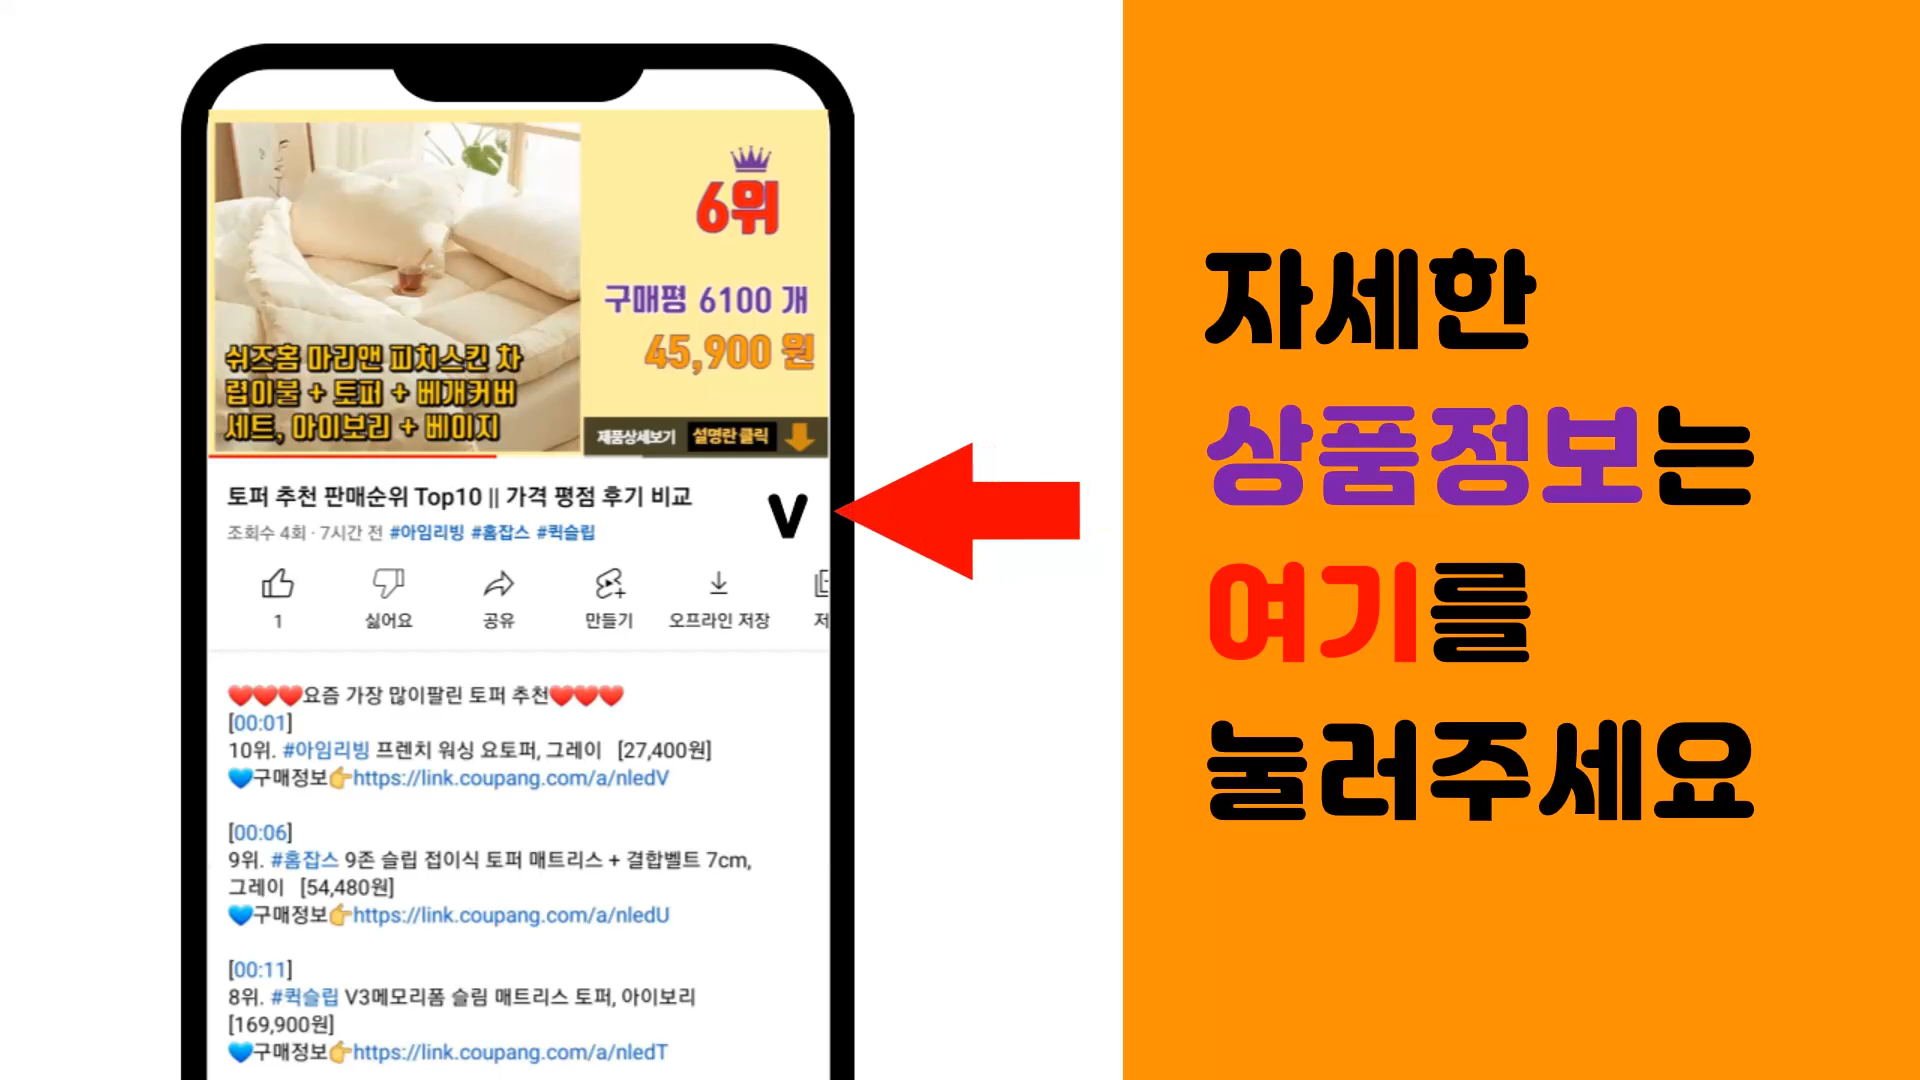 6위
구매평 6100 개
45,900 원
쉬즈홈 마리앤 피치스킨 차
렵이불 + 토퍼 + 베개커버
세트, 아이보리 + 베이지
제품상세보기 설명란 클릭
토퍼 추천 판매순위 Top10 || 가격 평점 후기 비교
V
조회수 4회 · 7시간 전 #아임리빙 #홈잡스 #퀵슬립
1 싫어요 공유 만들기 오프라인 저장 저
❤️❤️❤️요즘 가장 많이팔린 토퍼 추천❤️❤️❤️
[00:01]
10위. #아임리빙 프렌치 워싱 요토퍼, 그레이 [27,400원]
💙구매정보👉https://link.coupang.com/a/nledV
[00:06]
9위. #홈잡스 9존 슬립 접이식 토퍼 매트리스 + 결합벨트 7cm,
그레이 [54,480원]
💙구매정보👉https://link.coupang.com/a/nledU
[00:11]
8위. #퀵슬립 V3메모리폼 슬림 매트리스 토퍼, 아이보리
[169,900원]
💙구매정보👉https://link.coupang.com/a/nledT
자세한
상품정보는
여기를
눌러주세요